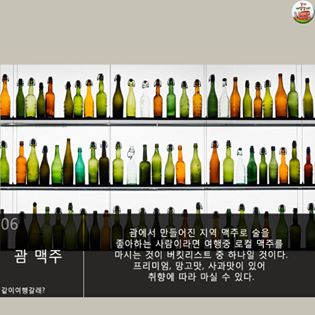 06
괌 맥주
같이여행갈래?
괌에서 만들어진 지역 맥주로 술을
좋아하는 사람이라면 여행중 로컬 맥주를
마시는 것이 버킷리스트 중 하나일 것이다.
프리미엄, 망고맛, 사과맛이 있어
취향에 따라 마실 수 있다.